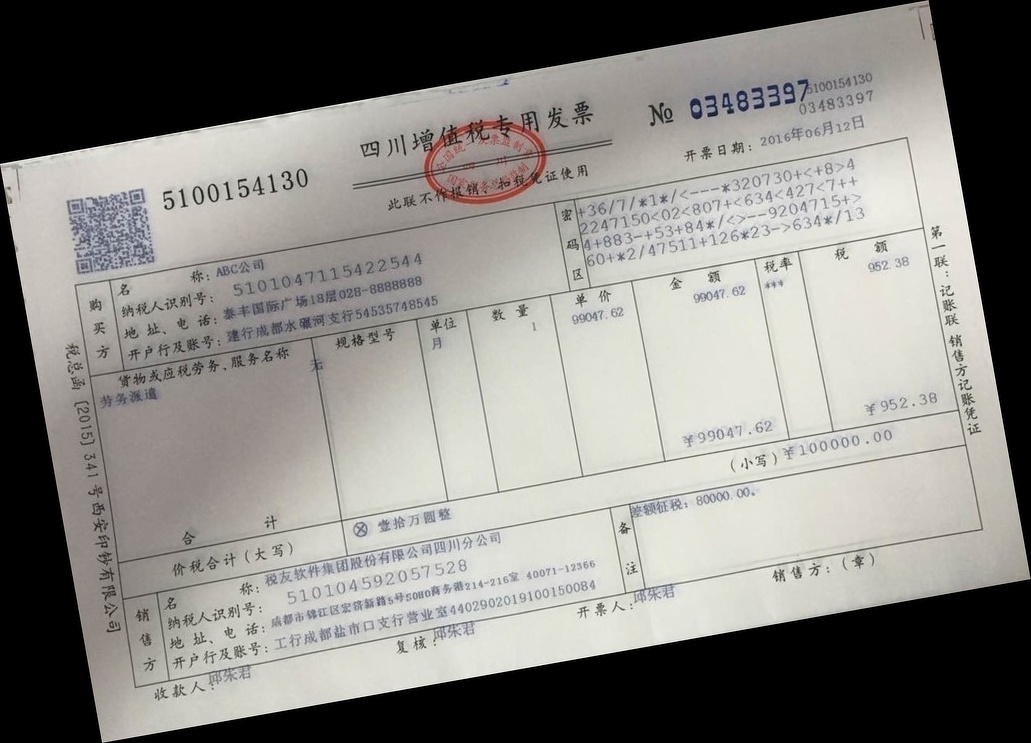 5100154130
四川增值税专用发票
此联不作报销、扣税凭证使用
№ 03483397
5100154130
03483397
开票日期: 2016年06月12日
购买方
名 称: ABC公司
纳税人识别号: 5101047115422544
地址、电话: 泰丰国际广场18层028-8888888
开户行及账号: 建行成都水碾河支行54535748545
密码区
+36/7/*1*/<---*320730+<+8>4
2247150<02<807+<634<427<7++
4+883-+53+84*/<>--9204715+>
60+*2/47511+126*23->634*/13
货物或应税劳务、服务名称 规格型号 单位 数量 单价 金额 税率 税额
劳务派遣 无 月 1 99047.62 99047.62 *** 952.38
合计 ¥99047.62 ¥952.38
价税合计(大写) ⊗ 壹拾万圆整 (小写) ¥100000.00
销售方
名 称: 税友软件集团股份有限公司四川分公司
纳税人识别号: 510104592057528
地址、电话: 成都市锦江区宏济新路5号SOHO商务港214-216室 40071-12366
开户行及账号: 工行成都盐市口支行营业室4402902019100150084
备注
差额征税: 80000.00。
收款人: 邱朱君 复核: 邱朱君 开票人: 邱朱君 销售方: (章)
税总函〔2015〕341号西安印钞有限公司
第一联: 记账联 销售方记账凭证